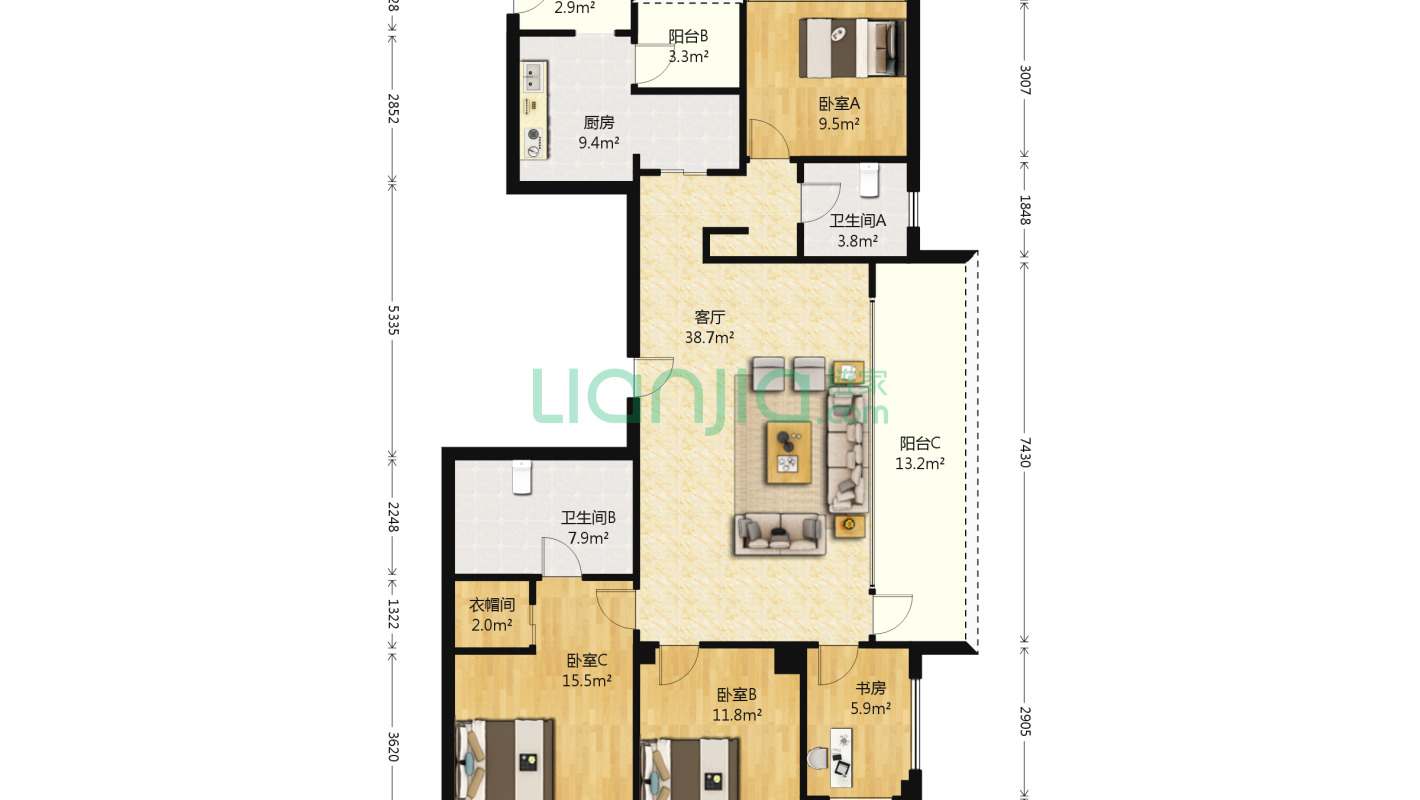 28
2.9m²
阳台B
3.3m²
3007
卧室A
9.5m²
2852
厨房
9.4m²
1848
卫生间A
3.8m²
5335
客厅
38.7m²
Lianjia.
链家
.com
7430
阳台C
13.2m²
2248
卫生间B
7.9m²
1322
衣帽间
2.0m²
卧室C
15.5m²
卧室B
11.8m²
书房
5.9m²
2905
3620